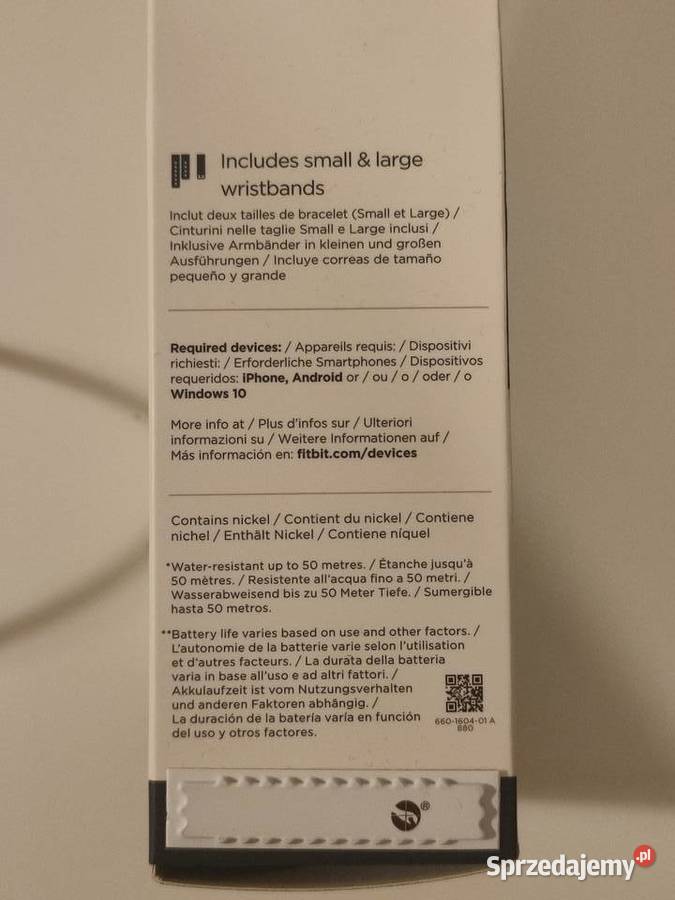 Includes small & large
wristbands
Inclut deux tailles de bracelet (Small et Large) /
Cinturini nelle taglie Small e Large inclusi /
Inklusive Armbänder in kleinen und großen
Ausführungen / Incluye correas de tamaño
pequeño y grande
Required devices: / Appareils requis: / Dispositivi
richiesti: / Erforderliche Smartphones / Dispositivos
requeridos: iPhone, Android or / ou / o / oder / o
Windows 10
More info at / Plus d'infos sur / Ulteriori
informazioni su / Weitere Informationen auf /
Más información en: fitbit.com/devices
Contains nickel / Contient du nickel / Contiene
nichel / Enthält Nickel / Contiene níquel
*Water-resistant up to 50 metres. / Étanche jusqu'à
50 mètres. / Resistente all'acqua fino a 50 metri. /
Wasserabweisend bis zu 50 Meter Tiefe. / Sumergible
hasta 50 metros.
**Battery life varies based on use and other factors. /
L'autonomie de la batterie varie selon l'utilisation
et d'autres facteurs. / La durata della batteria
varia in base all'uso e ad altri fattori. /
Akkulaufzeit ist vom Nutzungsverhalten
und anderen Faktoren abhängig. /
La duración de la batería varía en función
del uso y otros factores.
660-1604-01 A
880
®
Sprzedajemy.pl